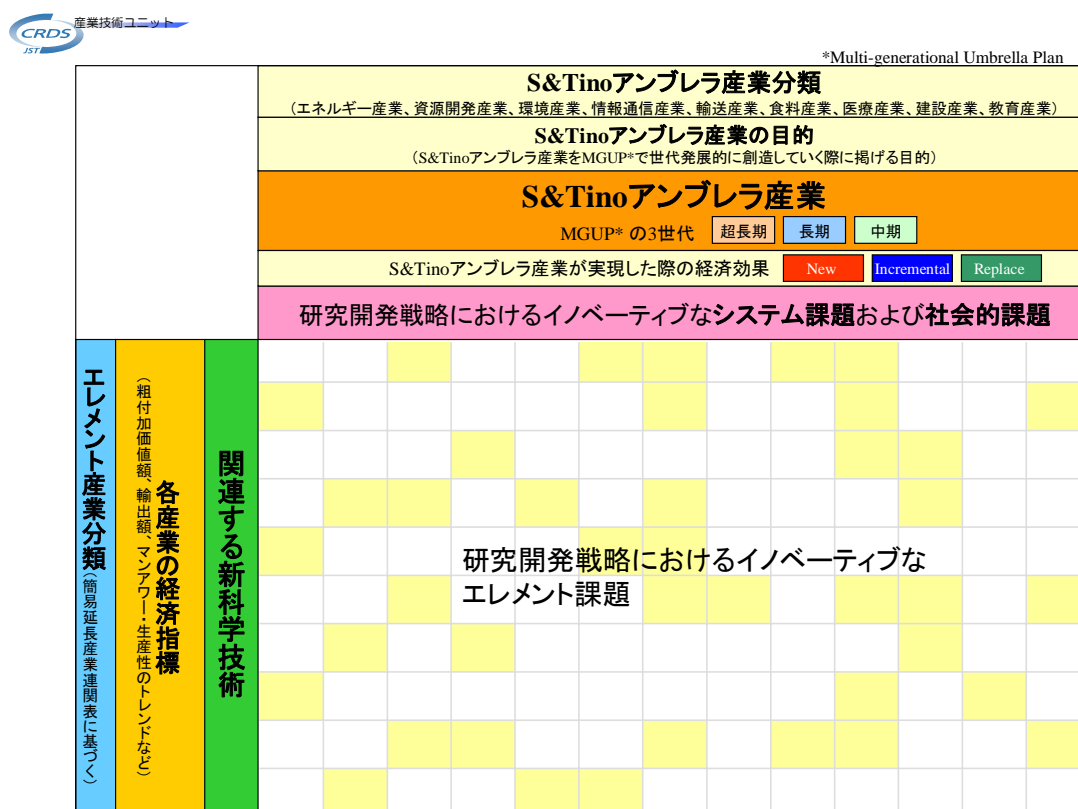 CRDS
JST
産業技術ユニット
*Multi-generational Umbrella Plan
S&Tinoアンブレラ産業分類
（エネルギー産業、資源開発産業、環境産業、情報通信産業、輸送産業、食料産業、医療産業、建設産業、教育産業）
S&Tinoアンブレラ産業の目的
（S&Tinoアンブレラ産業をMGUP*で世代発展的に創造していく際に掲げる目的）
S&Tinoアンブレラ産業
MGUP* の3世代 超長期 長期 中期
S&Tinoアンブレラ産業が実現した際の経済効果 New Incremental Replace
研究開発戦略におけるイノベーティブなシステム課題および社会的課題
エレメント産業分類（簡易延長産業連関表に基づく）
各産業の経済指標
（粗付加価値額、輸出額、マンアワー・生産性のトレンドなど）
関連する新科学技術
研究開発戦略におけるイノベーティブな
エレメント課題